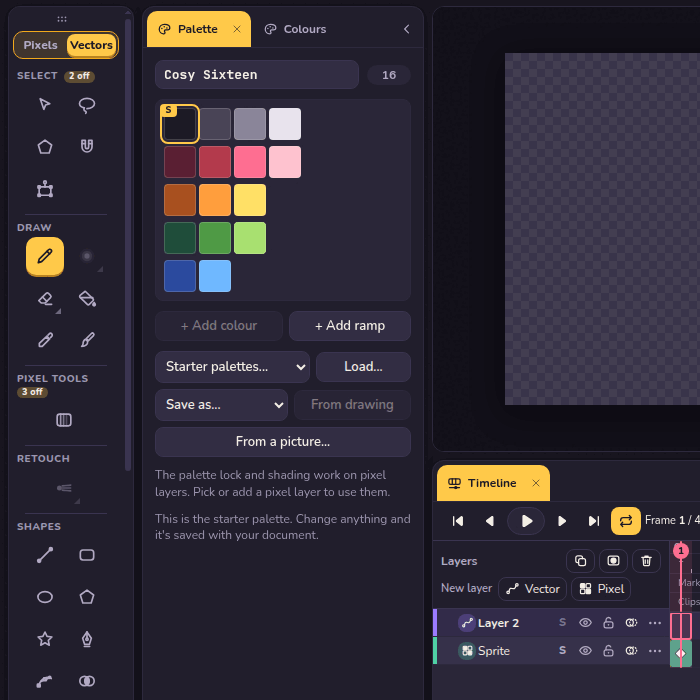 Pixels Vectors
SELECT 2 off
DRAW
PIXEL TOOLS
3 off
RETOUCH
SHAPES
Palette × Colours
Cosy Sixteen 16
S
+ Add colour + Add ramp
Starter palettes... Load...
Save as... From drawing
From a picture...
The palette lock and shading work on pixel
layers. Pick or add a pixel layer to use them.
This is the starter palette. Change anything and
it's saved with your document.
Timeline ×
Frame 1 / 4
Layers 1
Mark
New layer Vector Pixel
Clips
Layer 2 S
Sprite S